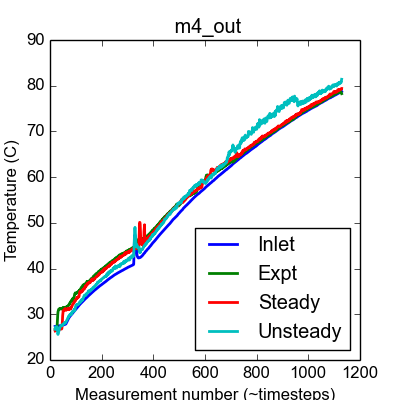 m4_out
90
80
70
60
50
40
30
20
Temperature (C)
Inlet
Expt
Steady
Unsteady
0 200 400 600 800 1000 1200
Measurement number (~timesteps)